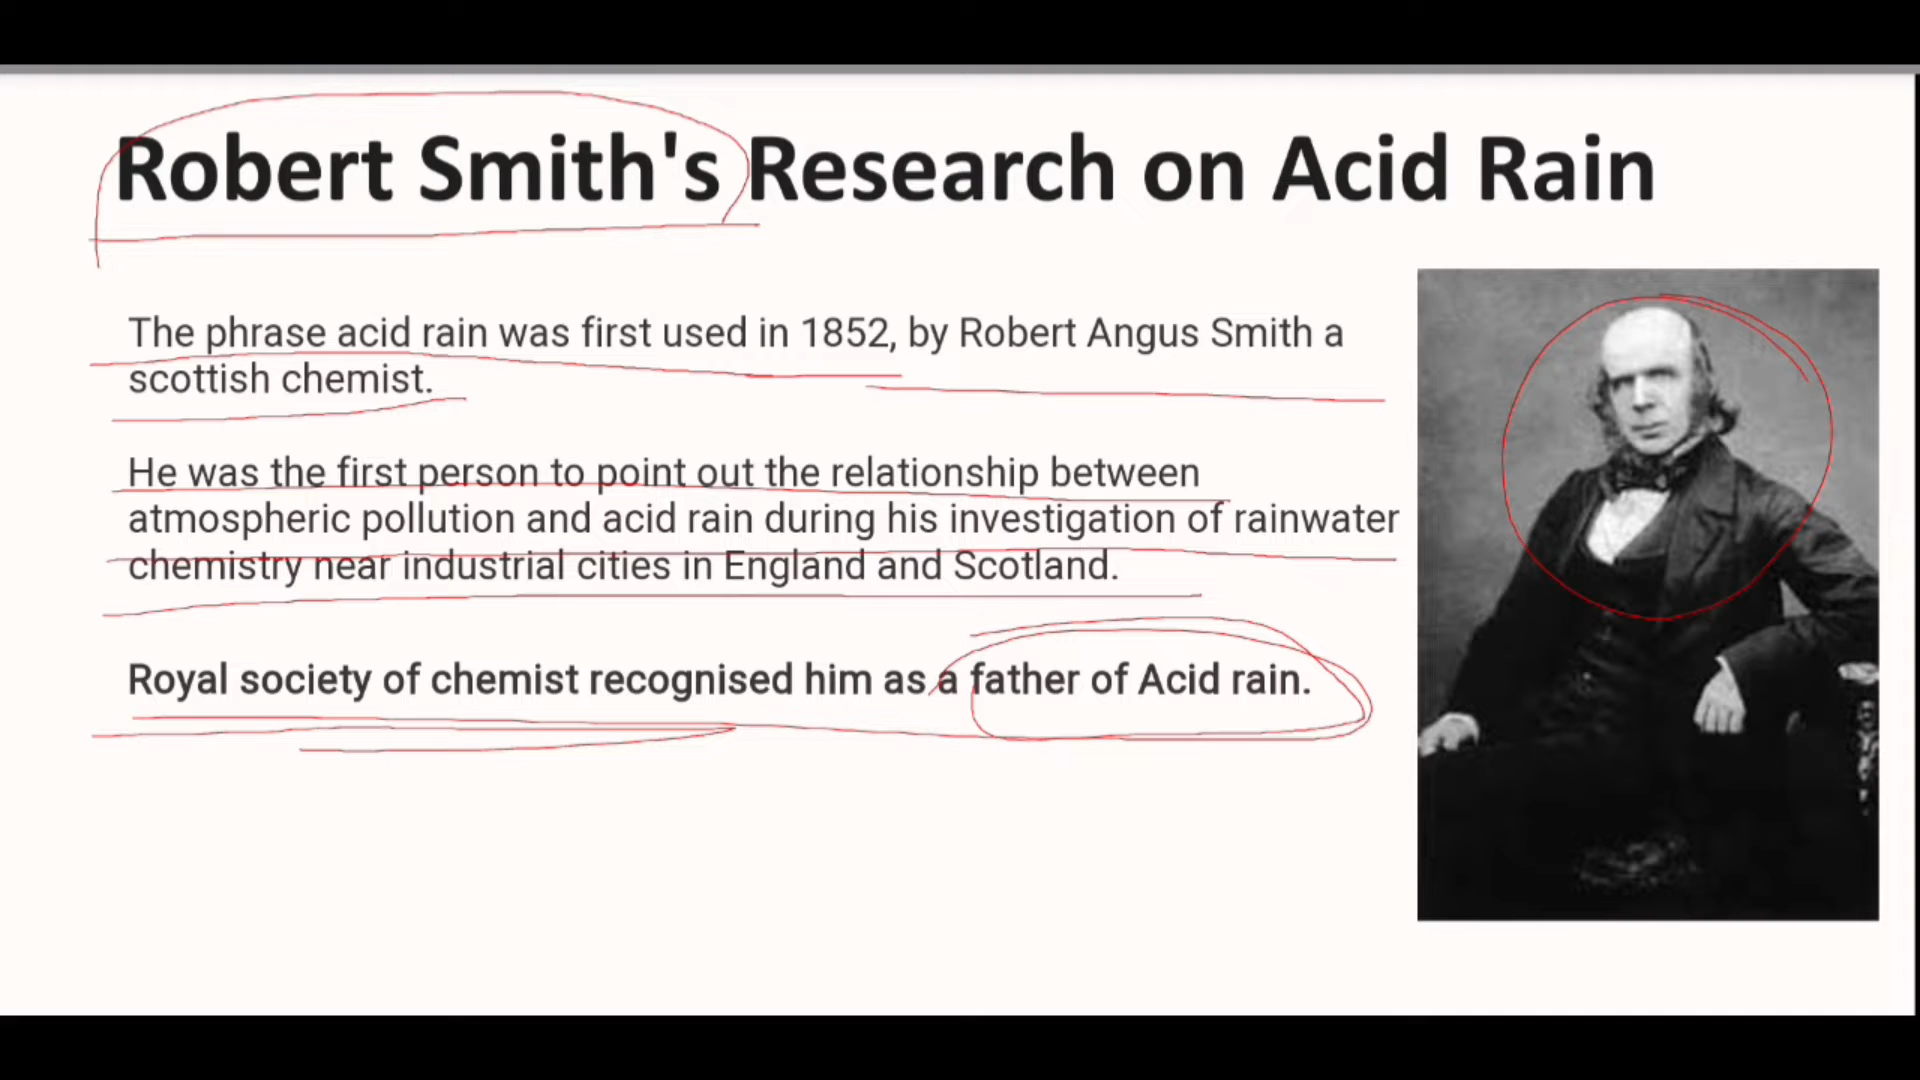 Robert Smith's Research on Acid Rain
The phrase acid rain was first used in 1852, by Robert Angus Smith a
scottish chemist.
He was the first person to point out the relationship between
atmospheric pollution and acid rain during his investigation of rainwater
chemistry near industrial cities in England and Scotland.
Royal society of chemist recognised him as a father of Acid rain.